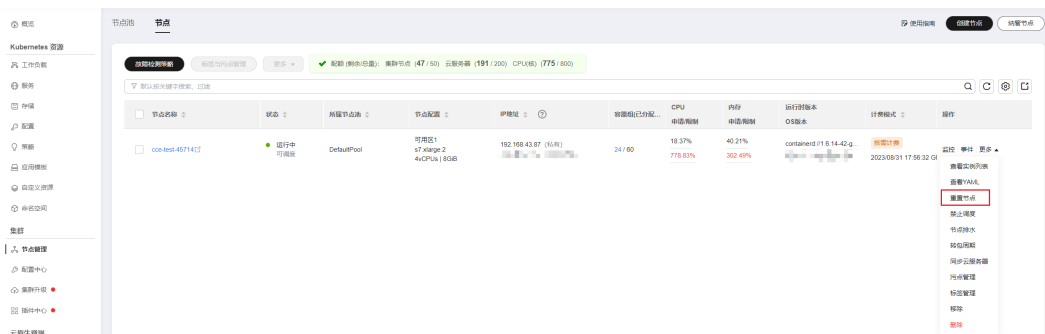 概览
Kubernetes 资源
工作负载
服务
存储
配置
策略
应用模板
自定义资源
命名空间
集群
节点管理
配置中心
集群升级
插件中心
云原生观测
节点池 节点
使用指南 创建节点 纳管节点
故障检测策略 标签与污点管理 更多 配额 (剩余/总量): 集群节点 (47 / 50) 云服务器 (191 / 200) CPU(核) (775 / 800)
默认按关键字搜索、过滤
节点名称 状态 所属节点池 节点配置 IP地址 容器组(已分配... CPU 申请/限制 内存 申请/限制 运行时版本 OS版本 计费模式 操作
cce-test-45714 运行中 可调度 DefaultPool 可用区1 s7.xlarge.2 4vCPUs | 8GiB 192.168.43.87 (私有) 24 / 60 18.37% 778.83% 40.21% 302.49% containerd://1.6.14-42-g... 按需计费 2023/08/31 17:56:32 G 监控 事件 更多
查看实例列表
查看YAML
重置节点
禁止调度
节点排水
转包周期
同步云服务器
污点管理
标签管理
移除
删除